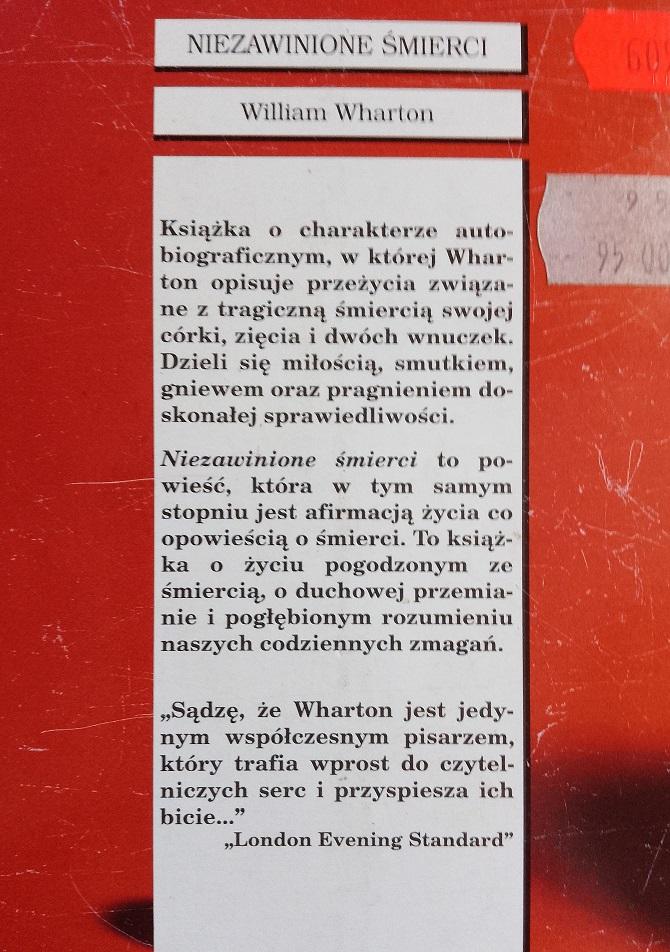 NIEZAWINIONE ŚMIERCI
William Wharton
Książka o charakterze auto-
biograficznym, w której Whar-
ton opisuje przeżycia związa-
ne z tragiczną śmiercią swojej
córki, zięcia i dwóch wnuczek.
Dzieli się miłością, smutkiem,
gniewem oraz pragnieniem do-
skonałej sprawiedliwości.
Niezawinione śmierci to po-
wieść, która w tym samym
stopniu jest afirmacją życia co
opowieścią o śmierci. To książ-
ka o życiu pogodzonym ze
śmiercią, o duchowej przemia-
nie i pogłębionym rozumieniu
naszych codziennych zmagań.
„Sądzę, że Wharton jest jedy-
nym współczesnym pisarzem,
który trafia wprost do czytel-
niczych serc i przyspiesza ich
bicie...”
„London Evening Standard”